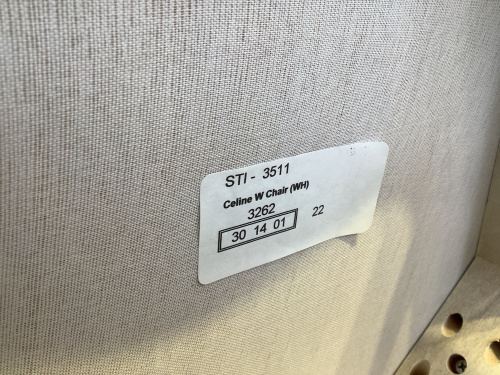 STI - 3511
Celine W Chair (WH)
3262
30 14 01 22